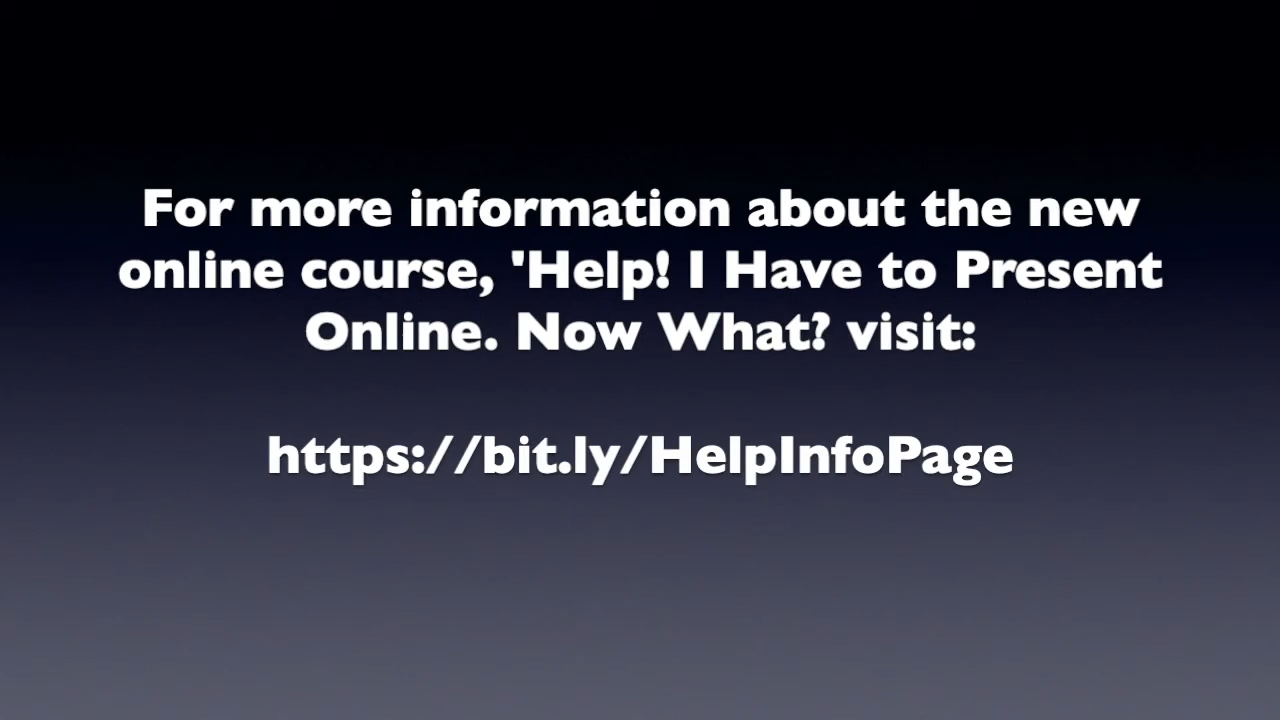 For more information about the new
online course, 'Help! I Have to Present
Online. Now What? visit:
https://bit.ly/HelpInfoPage